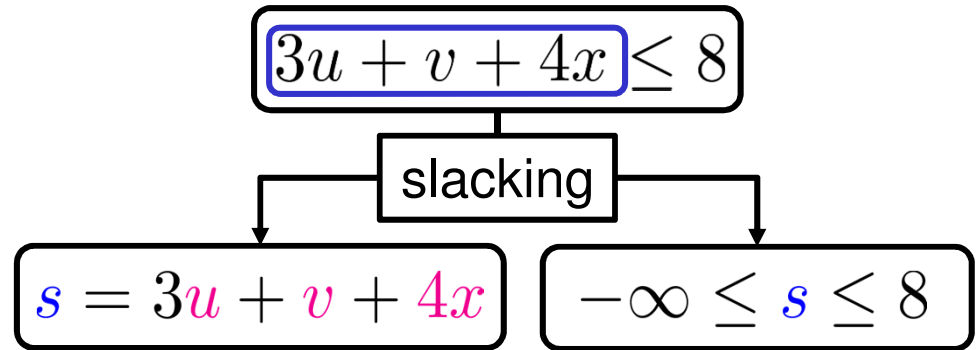 3u + v + 4x ≤ 8
slacking
s = 3u + v + 4x
−∞ ≤ s ≤ 8